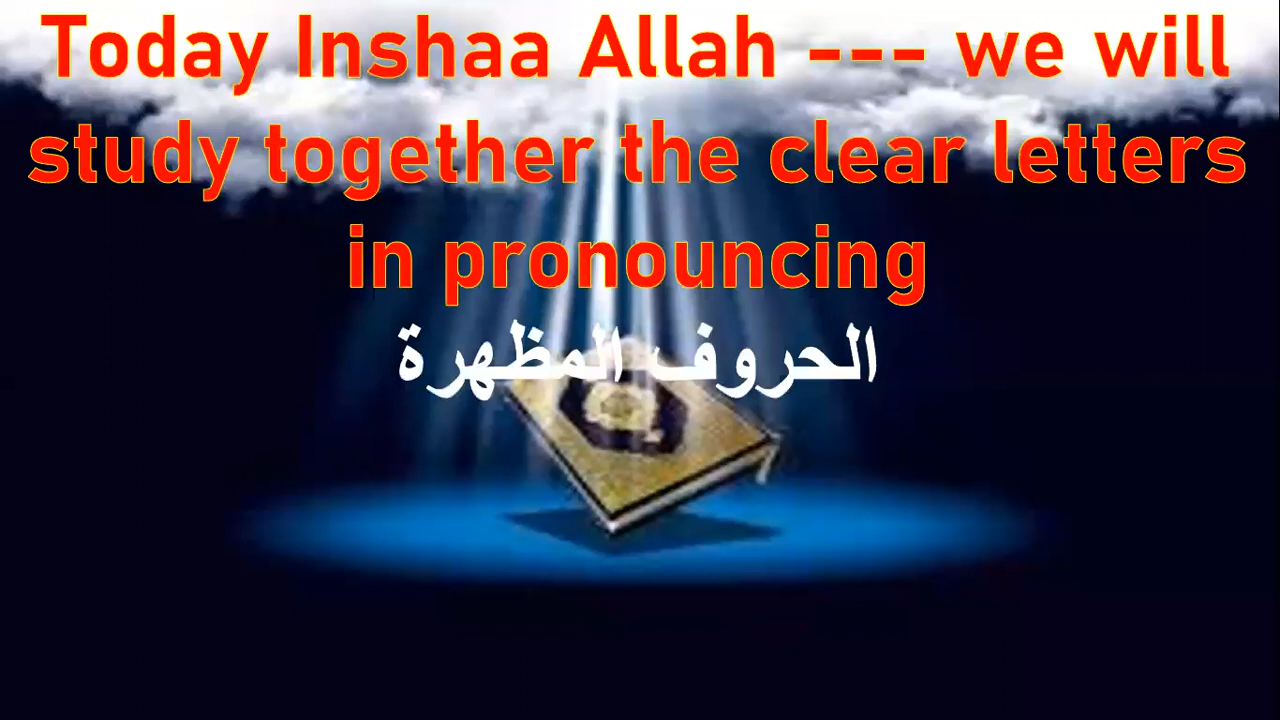 Today Inshaa Allah --- we will
study together the clear letters
in pronouncing
الحروف المظهرة